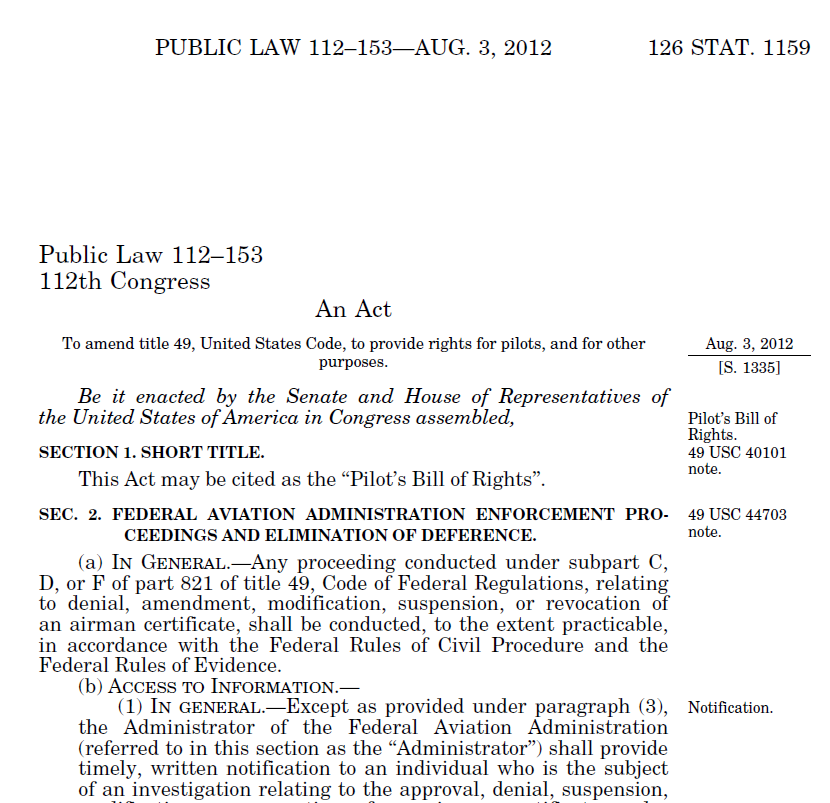 PUBLIC LAW 112–153—AUG. 3, 2012 126 STAT. 1159
Public Law 112–153
112th Congress
An Act
To amend title 49, United States Code, to provide rights for pilots, and for other
purposes.
Aug. 3, 2012
[S. 1335]
Be it enacted by the Senate and House of Representatives of
the United States of America in Congress assembled,
Pilot’s Bill of
Rights.
49 USC 40101
note.
SECTION 1. SHORT TITLE.
This Act may be cited as the “Pilot’s Bill of Rights”.
SEC. 2. FEDERAL AVIATION ADMINISTRATION ENFORCEMENT PRO-
CEEDINGS AND ELIMINATION OF DEFERENCE.
49 USC 44703
note.
(a) IN GENERAL.—Any proceeding conducted under subpart C,
D, or F of part 821 of title 49, Code of Federal Regulations, relating
to denial, amendment, modification, suspension, or revocation of
an airman certificate, shall be conducted, to the extent practicable,
in accordance with the Federal Rules of Civil Procedure and the
Federal Rules of Evidence.
(b) ACCESS TO INFORMATION.—
(1) IN GENERAL.—Except as provided under paragraph (3),
the Administrator of the Federal Aviation Administration
(referred to in this section as the “Administrator”) shall provide
timely, written notification to an individual who is the subject
of an investigation relating to the approval, denial, suspension,
Notification.